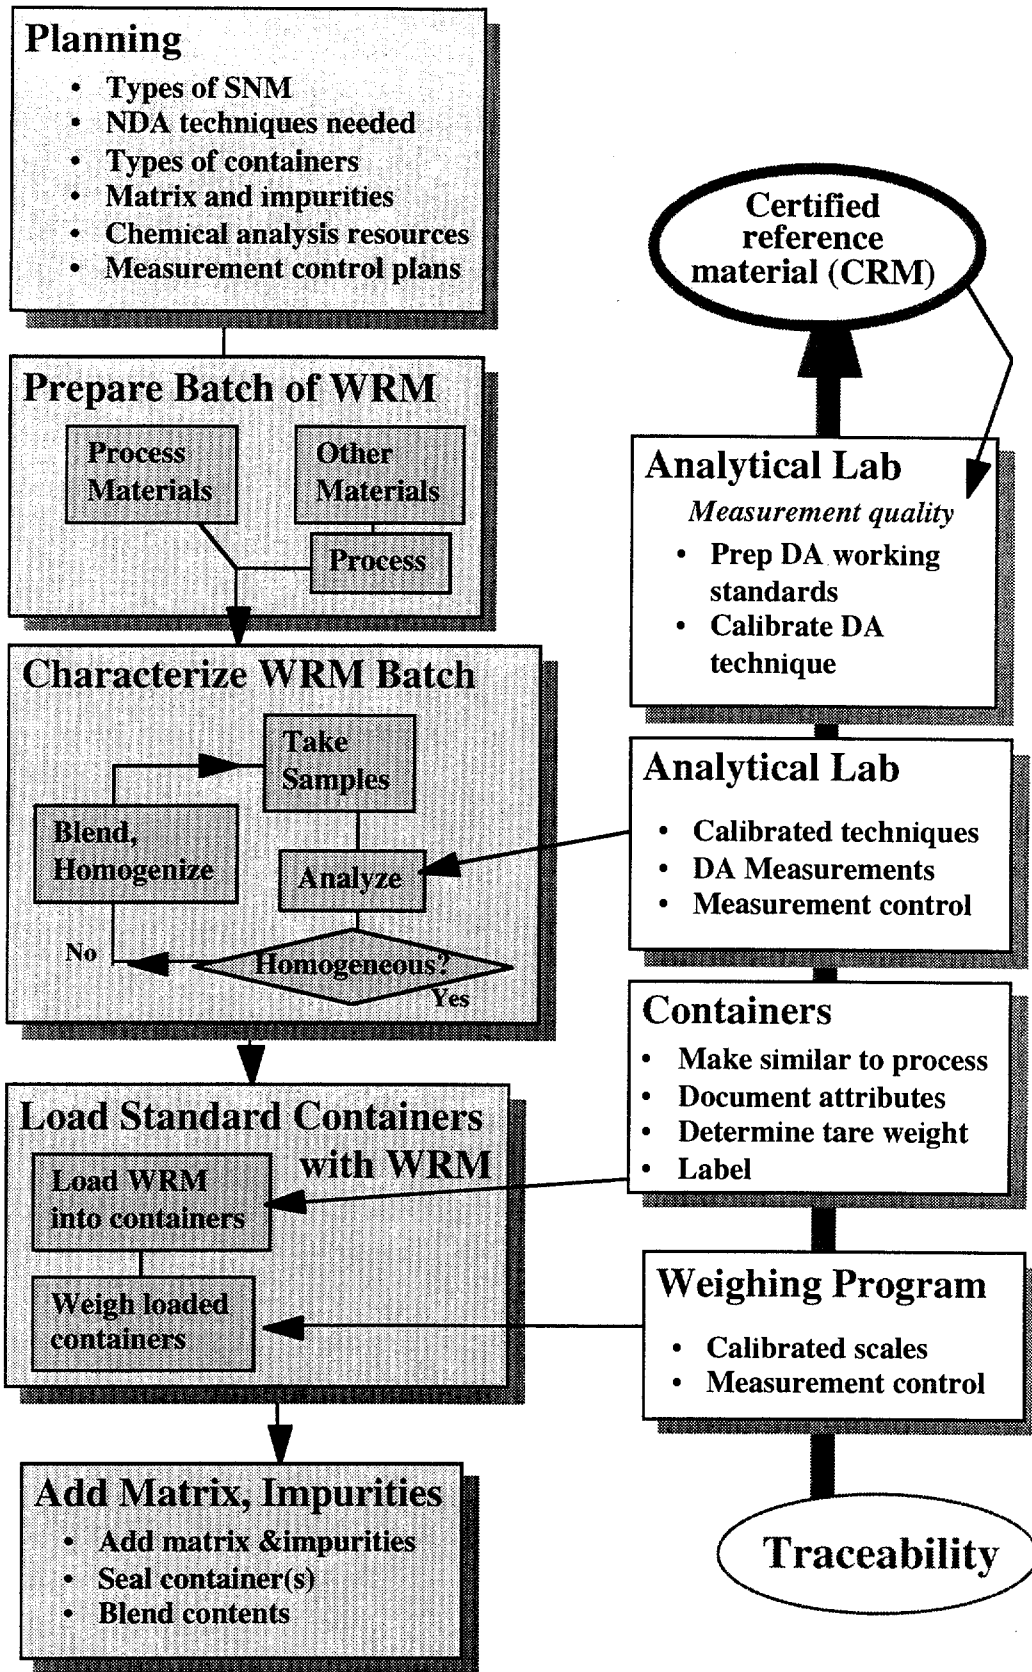 Planning
• Types of SNM
• NDA techniques needed
• Types of containers
• Matrix and impurities
• Chemical analysis resources
• Measurement control plans
Prepare Batch of WRM
Process
Materials
Other
Materials
Process
Characterize WRM Batch
Take
Samples
Blend,
Homogenize
Analyze
No
Homogeneous?
Yes
Load Standard Containers
with WRM
Load WRM
into containers
Weigh loaded
containers
Add Matrix, Impurities
• Add matrix &impurities
• Seal container(s)
• Blend contents
Certified
reference
material (CRM)
Analytical Lab
Measurement quality
• Prep DA working
standards
• Calibrate DA
technique
Analytical Lab
• Calibrated techniques
• DA Measurements
• Measurement control
Containers
• Make similar to process
• Document attributes
• Determine tare weight
• Label
Weighing Program
• Calibrated scales
• Measurement control
Traceability